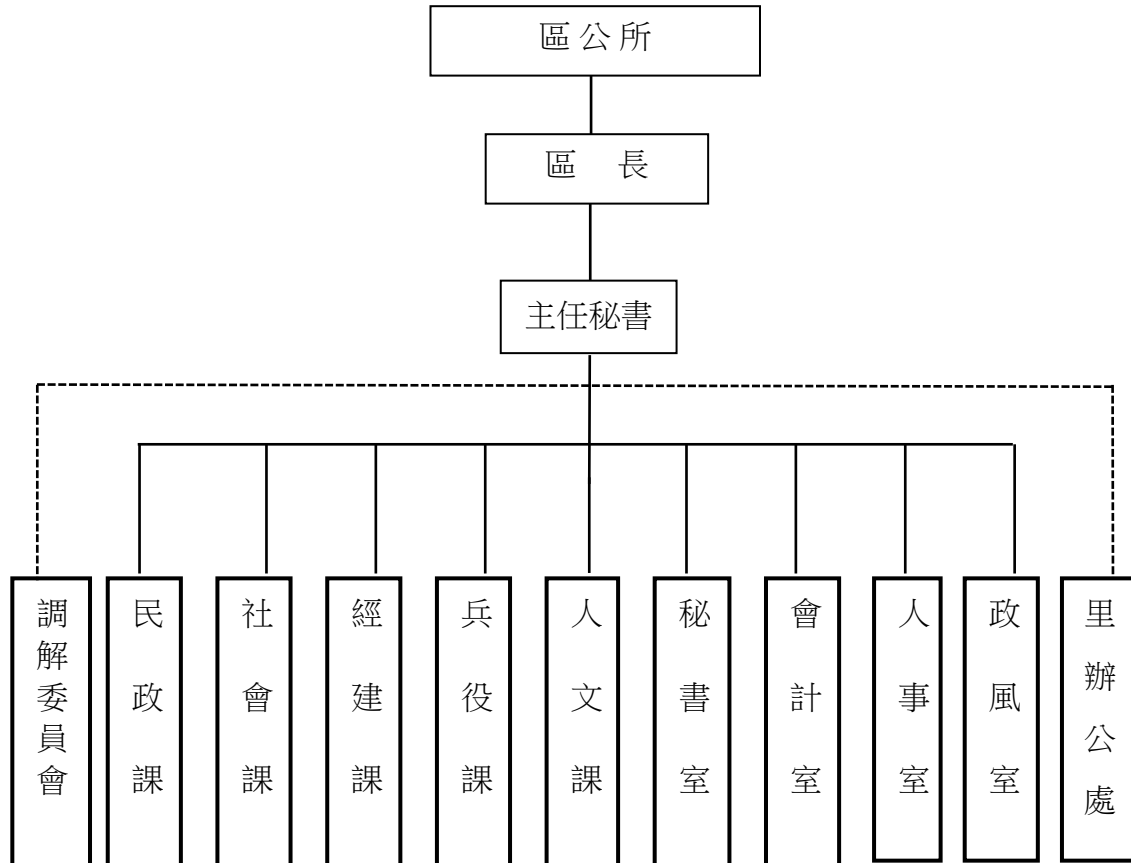 區公所
區 長
主任秘書
調解委員會
民政課
社會課
經建課
兵役課
人文課
秘書室
會計室
人事室
政風室
里辦公處